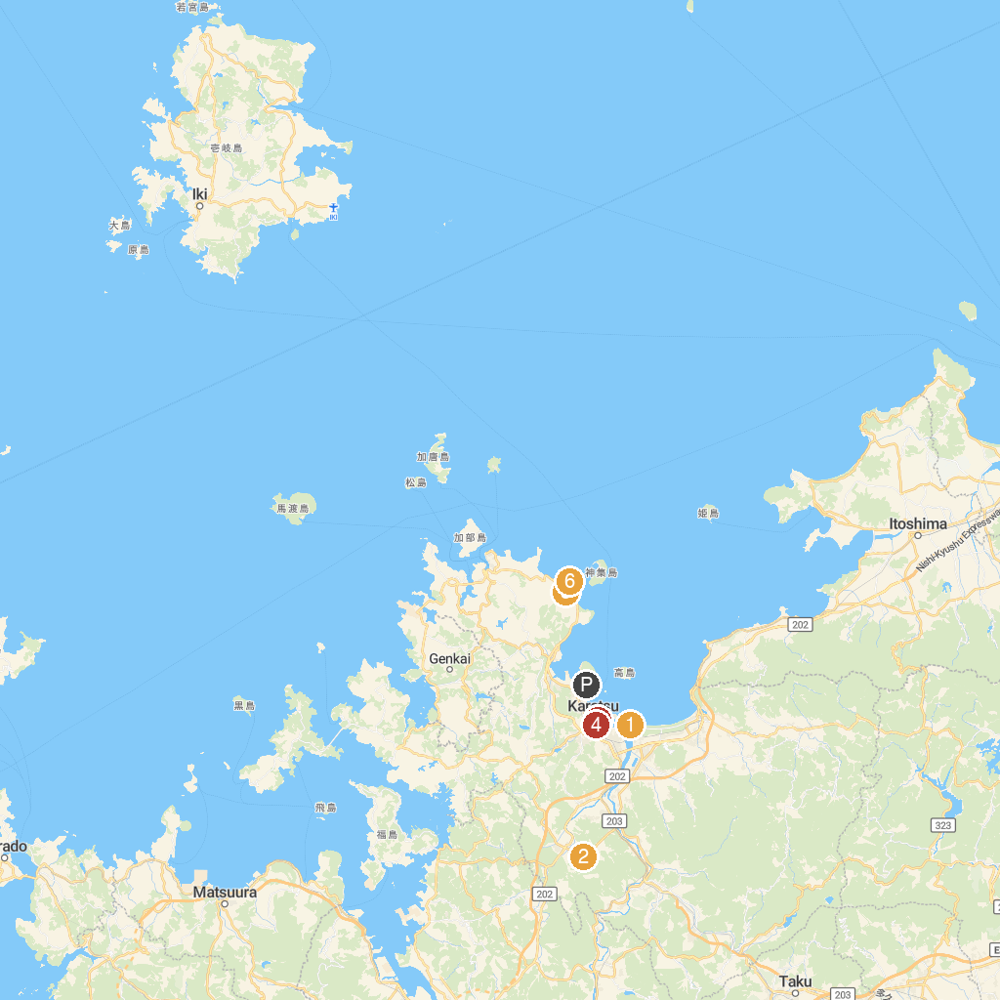 若宮島
壱岐島
Iki
IKI
大島
原島
加唐島
松島
馬渡島
姫島
Itoshima
Nishi-Kyushu Expressway
加部島
6
神集島
202
Genkai
高島
P
Karatsu
4
1
黒島
202
飛島
203
323
福島
2
Matsuura
202
Taku
203